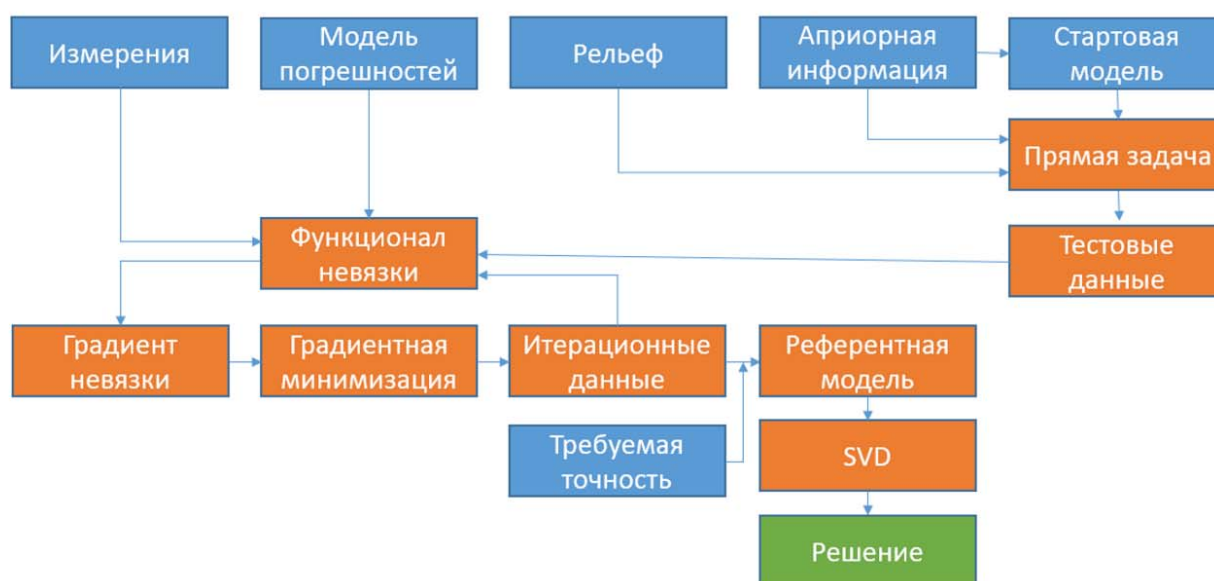 Измерения
Модель
погрешностей
Рельеф
Априорная
информация
Стартовая
модель
Прямая задача
Функционал
невязки
Тестовые
данные
Градиент
невязки
Градиентная
минимизация
Итерационные
данные
Референтная
модель
Требуемая
точность
SVD
Решение